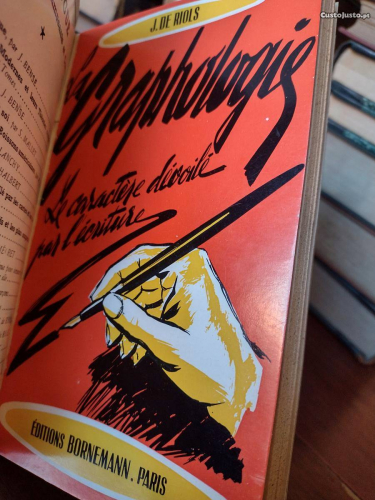 CustoJusto.pt
J. DE RIOLS
La
Graphologie
Le caractère dévoilé
par l'écriture
ÉDITIONS BORNEMANN. PARIS